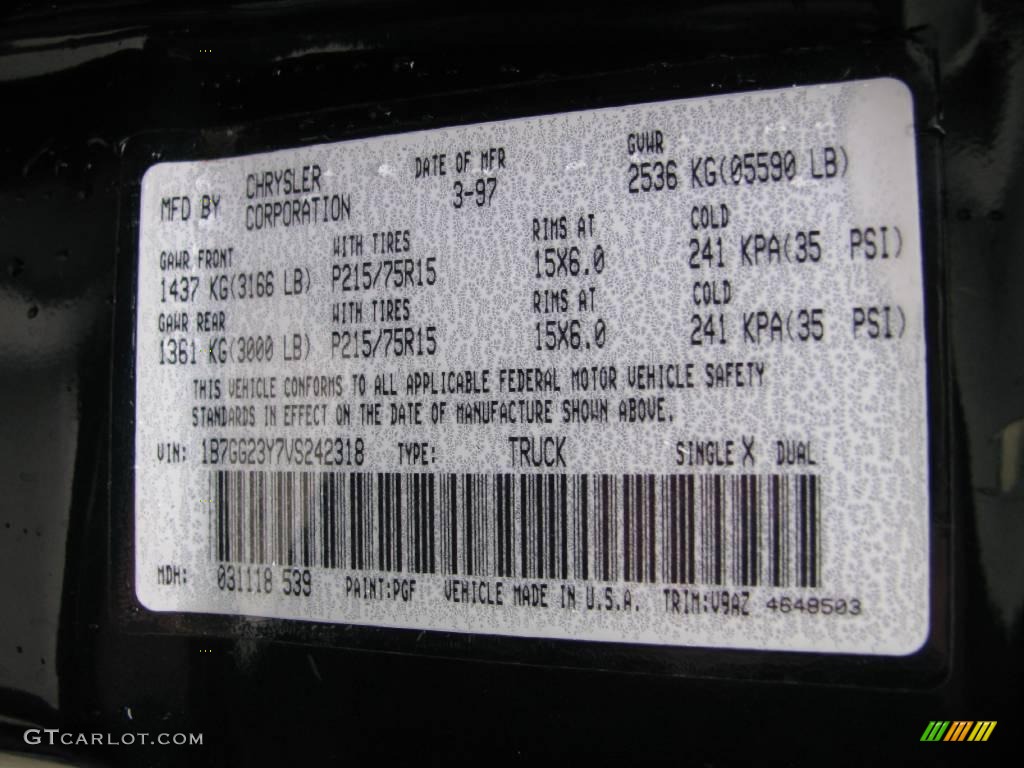 MFD BY CHRYSLER CORPORATION DATE OF MFR 3-97 GVWR 2536 KG(05590 LB)
GAWR FRONT WITH TIRES RIMS AT COLD
1437 KG(3166 LB) P215/75R15 15X6.0 241 KPA(35 PSI)
GAWR REAR WITH TIRES RIMS AT COLD
1361 KG(3000 LB) P215/75R15 15X6.0 241 KPA(35 PSI)
THIS VEHICLE CONFORMS TO ALL APPLICABLE FEDERAL MOTOR VEHICLE SAFETY
STANDARDS IN EFFECT ON THE DATE OF MANUFACTURE SHOWN ABOVE.
VIN: 1B7GG23Y7VS242318 TYPE: TRUCK SINGLE X DUAL
MDH: 031118 539 PAINT:PGF VEHICLE MADE IN U.S.A. TRIM:V9AZ 4648503
GTCARLOT.COM